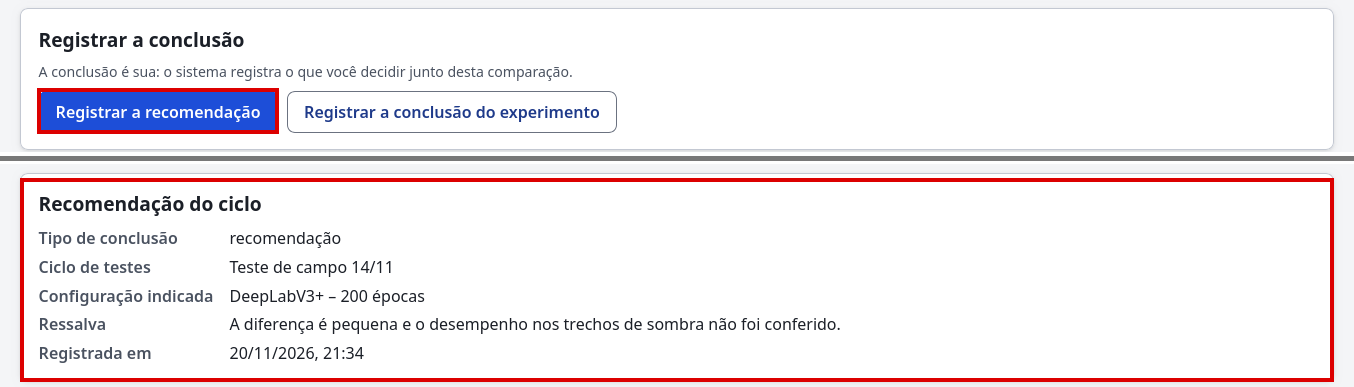 Registrar a conclusão
A conclusão é sua: o sistema registra o que você decidir junto desta comparação.
Registrar a recomendação
Registrar a conclusão do experimento
Recomendação do ciclo
Tipo de conclusão recomendação
Ciclo de testes Teste de campo 14/11
Configuração indicada DeepLabV3+ – 200 épocas
Ressalva A diferença é pequena e o desempenho nos trechos de sombra não foi conferido.
Registrada em 20/11/2026, 21:34